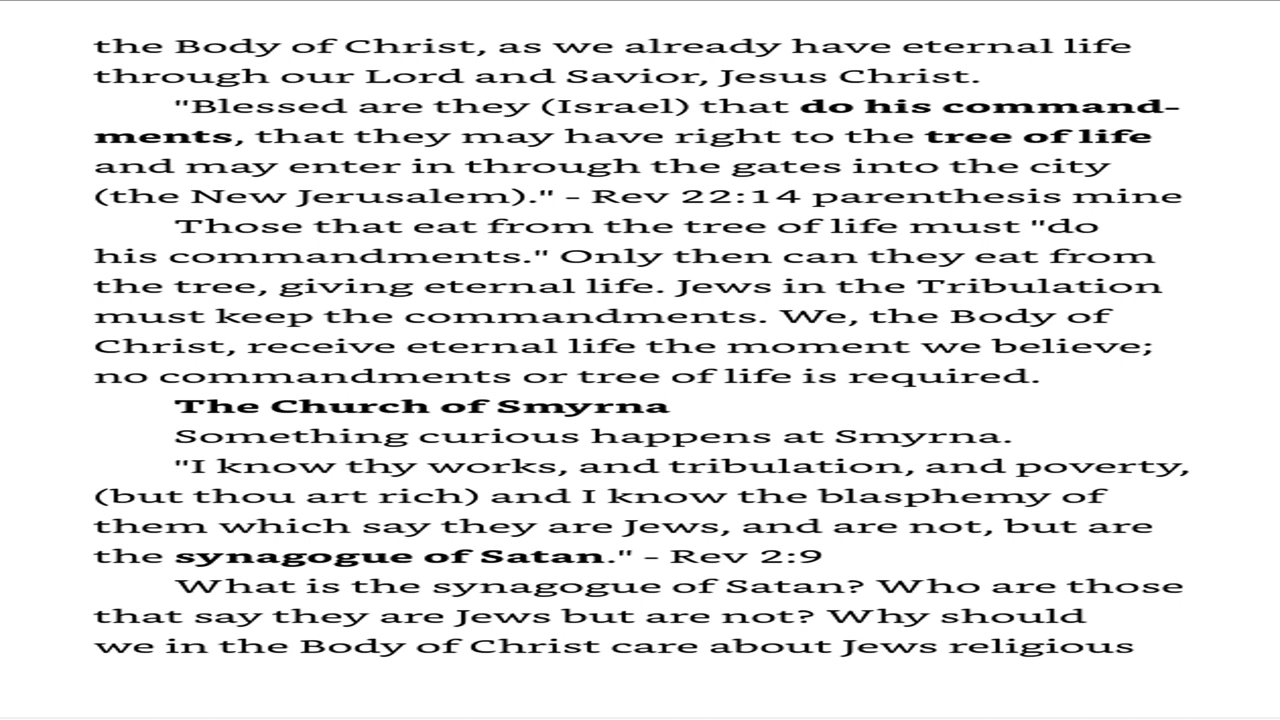 the Body of Christ, as we already have eternal life
through our Lord and Savior, Jesus Christ.
"Blessed are they (Israel) that do his command-
ments, that they may have right to the tree of life
and may enter in through the gates into the city
(the New Jerusalem)." - Rev 22:14 parenthesis mine
Those that eat from the tree of life must "do
his commandments." Only then can they eat from
the tree, giving eternal life. Jews in the Tribulation
must keep the commandments. We, the Body of
Christ, receive eternal life the moment we believe;
no commandments or tree of life is required.
The Church of Smyrna
Something curious happens at Smyrna.
"I know thy works, and tribulation, and poverty,
(but thou art rich) and I know the blasphemy of
them which say they are Jews, and are not, but are
the synagogue of Satan." - Rev 2:9
What is the synagogue of Satan? Who are those
that say they are Jews but are not? Why should
we in the Body of Christ care about Jews religious